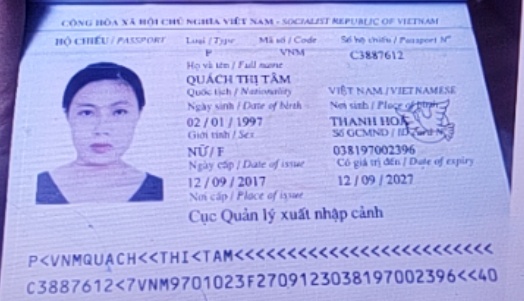 CỘNG HÒA XÃ HỘI CHỦ NGHĨA VIỆT NAM - SOCIALIST REPUBLIC OF VIETNAM
HỘ CHIẾU / PASSPORT Loại / Type Mã số / Code Số hộ chiếu / Passport Nº
P VNM C3887612
Họ và tên / Full name
QUÁCH THỊ TÂM
Quốc tịch / Nationality VIỆT NAM / VIETNAMESE
Ngày sinh / Date of birth Nơi sinh / Place of birth
02 / 01 / 1997 THANH HOÁ
Giới tính / Sex Số GCMND / ID card Nº
NỮ / F 038197002396
Ngày cấp / Date of issue Có giá trị đến / Date of expiry
12 / 09 / 2017 12 / 09 / 2027
Nơi cấp / Place of issue
Cục Quản lý xuất nhập cảnh
P<VNMQUACH<<THI<TAM<<<<<<<<<<<<<<<<<<<<<<<<<
C3887612<7VNM9701023F2709123038197002396<<40